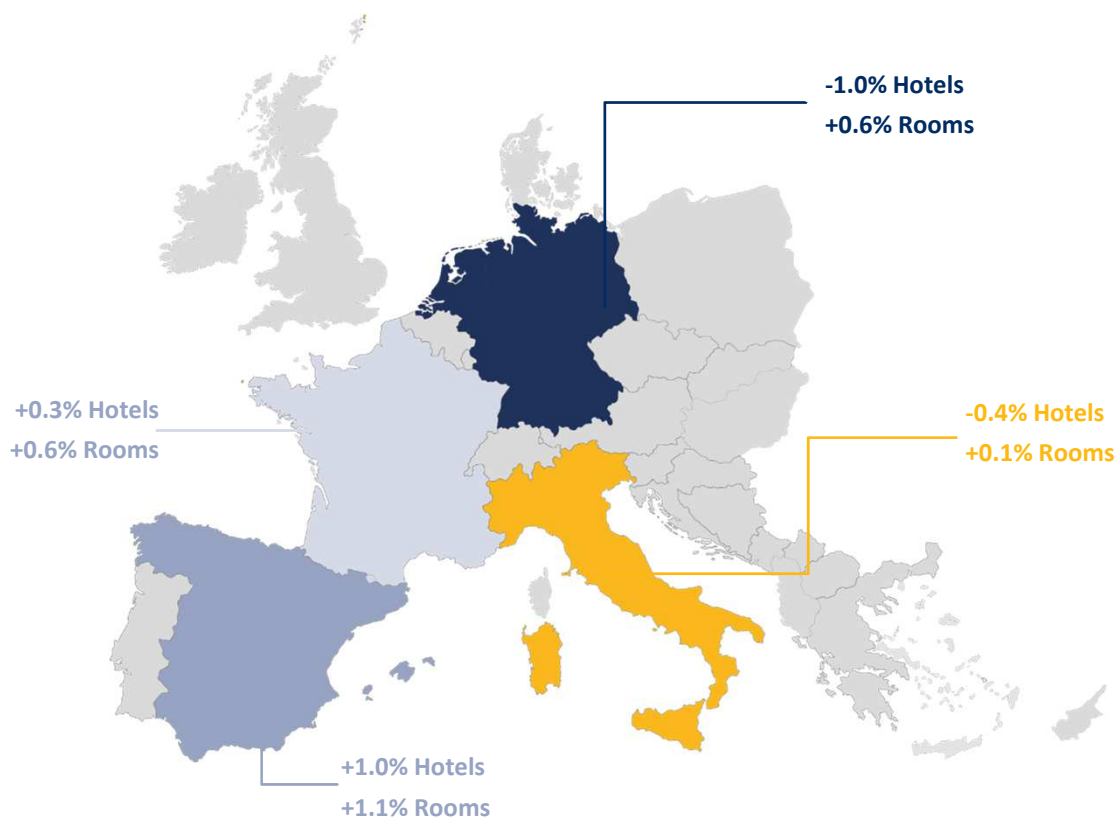 -1.0% Hotels
+0.6% Rooms
+0.3% Hotels
+0.6% Rooms
-0.4% Hotels
+0.1% Rooms
+1.0% Hotels
+1.1% Rooms